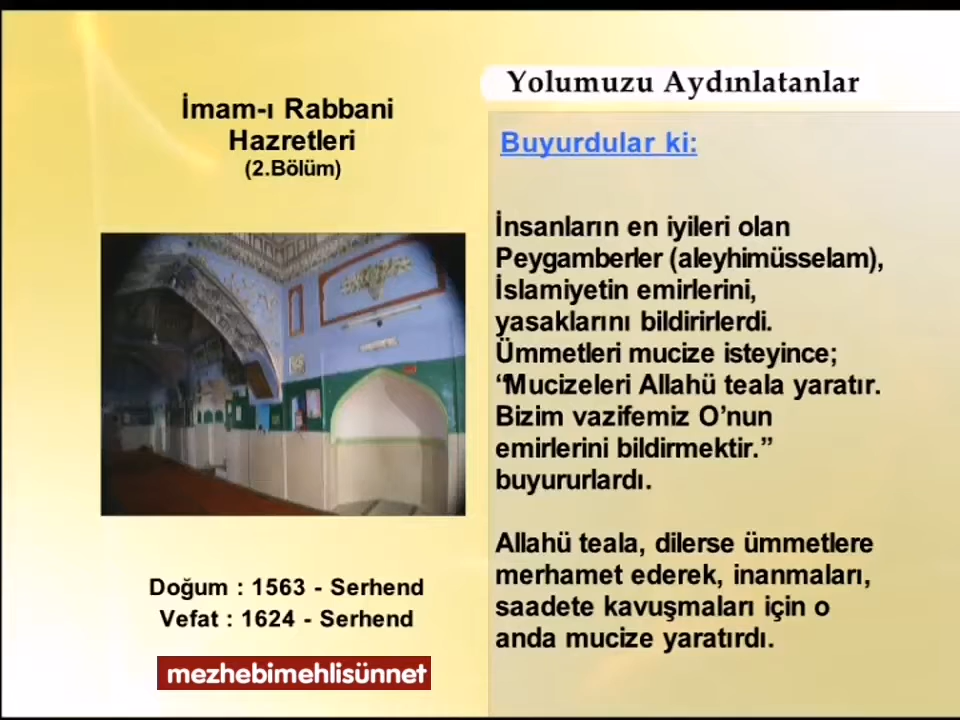 İmam-ı Rabbani
Hazretleri
(2.Bölüm)
Doğum : 1563 - Serhend
Vefat : 1624 - Serhend
mezhebimehlisünnet
Yolumuzu Aydınlatanlar
Buyurdular ki:
İnsanların en iyileri olan
Peygamberler (aleyhimüsselam),
İslamiyetin emirlerini,
yasaklarını bildirirlerdi.
Ümmetleri mucize isteyince;
“Mucizeleri Allahü teala yaratır.
Bizim vazifemiz O’nun
emirlerini bildirmektir.”
buyururlardı.
Allahü teala, dilerse ümmetlere
merhamet ederek, inanmaları,
saadete kavuşmaları için o
anda mucize yaratırdı.